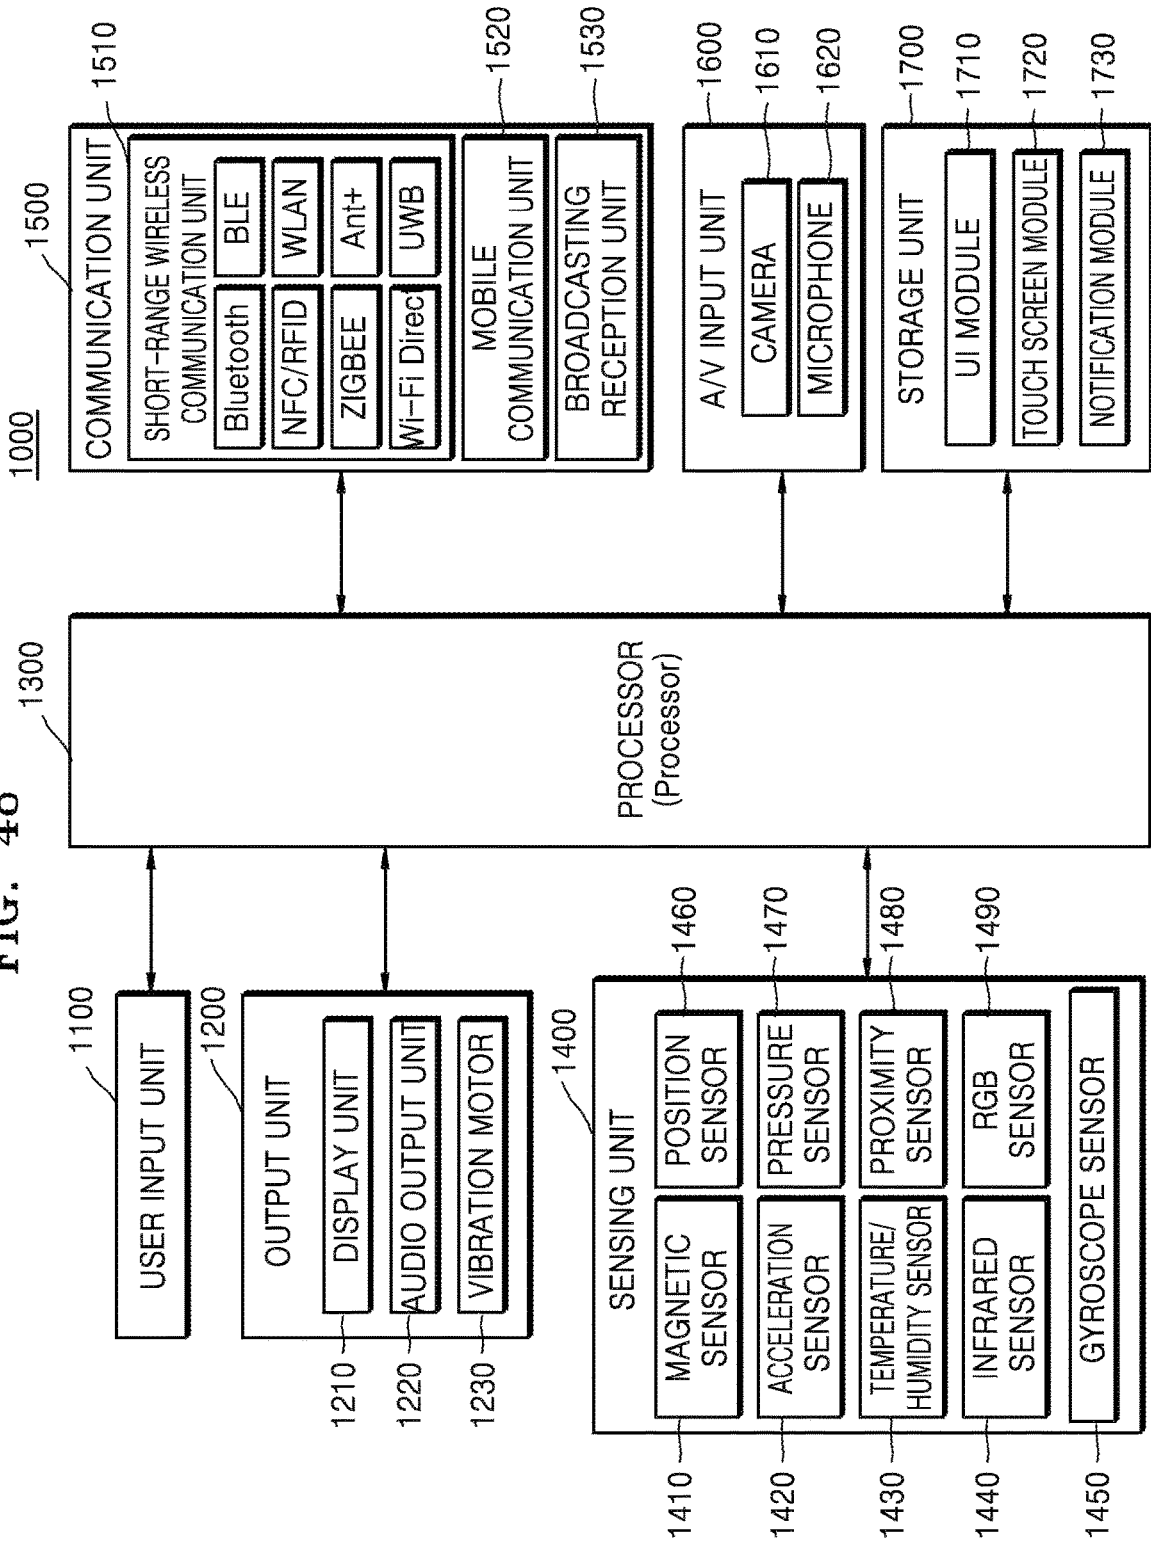 FIG. 48
1000
1100
USER INPUT UNIT
1200
OUTPUT UNIT
1210
DISPLAY UNIT
1220
AUDIO OUTPUT UNIT
1230
VIBRATION MOTOR
1400
SENSING UNIT
1410
MAGNETIC
SENSOR
POSITION
SENSOR
1460
1420
ACCELERATION
SENSOR
PRESSURE
SENSOR
1470
1430
TEMPERATURE/
HUMIDITY SENSOR
PROXIMITY
SENSOR
1480
1440
INFRARED
SENSOR
RGB
SENSOR
1490
1450
GYROSCOPE SENSOR
1300
PROCESSOR
(Processor)
1500
COMMUNICATION UNIT
1510
SHORT-RANGE WIRELESS
COMMUNICATION UNIT
Bluetooth
BLE
NFC/RFID
WLAN
ZIGBEE
Ant+
Wi-Fi Direct
UWB
MOBILE
COMMUNICATION UNIT
1520
BROADCASTING
RECEPTION UNIT
1530
1600
A/V INPUT UNIT
CAMERA
1610
MICROPHONE
1620
1700
STORAGE UNIT
UI MODULE
1710
TOUCH SCREEN MODULE
1720
NOTIFICATION MODULE
1730